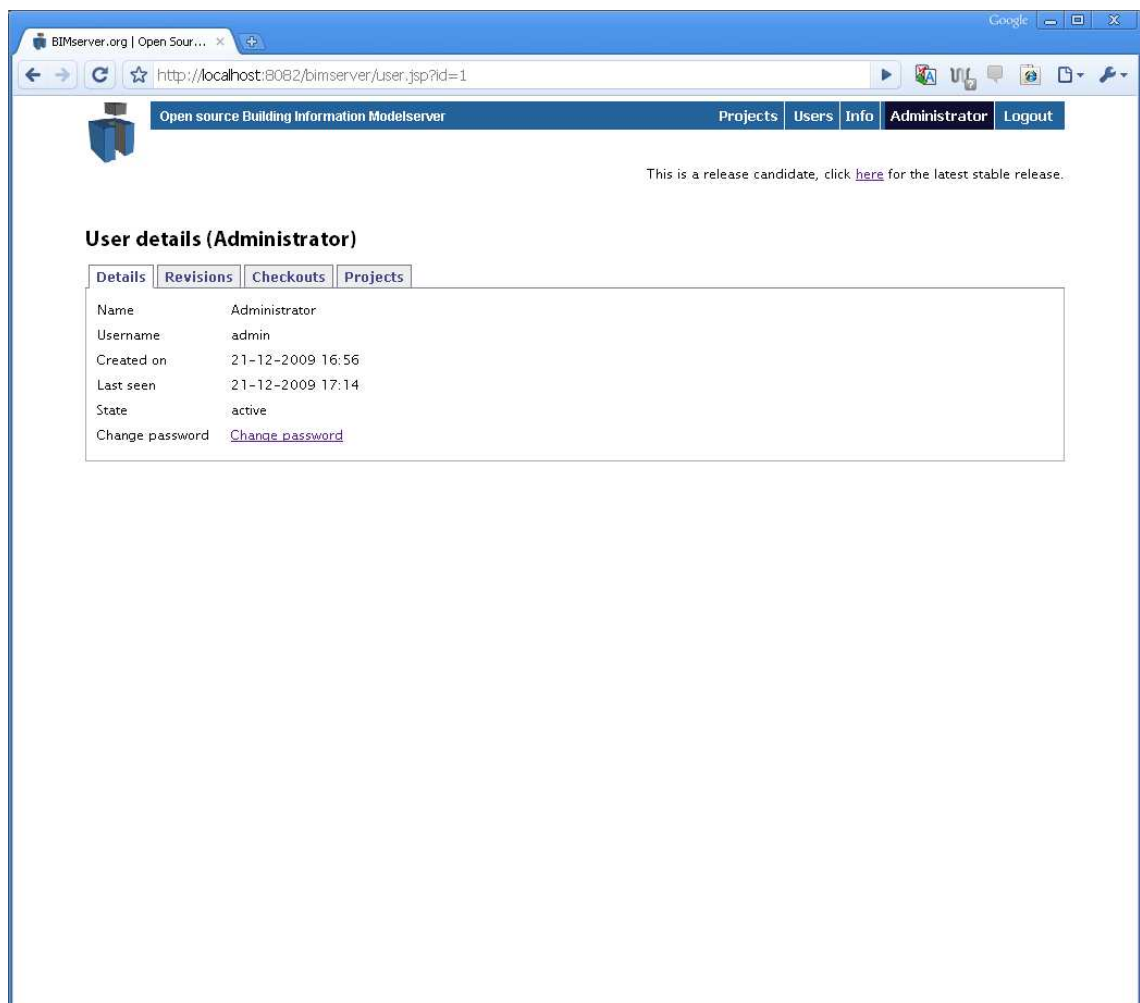 Google
BIMserver.org | Open Sour...
http://localhost:8082/bimserver/user.jsp?id=1
Open source Building Information Modelserver Projects Users Info Administrator Logout
This is a release candidate, click here for the latest stable release.
User details (Administrator)
Details Revisions Checkouts Projects
Name Administrator
Username admin
Created on 21-12-2009 16:56
Last seen 21-12-2009 17:14
State active
Change password Change password